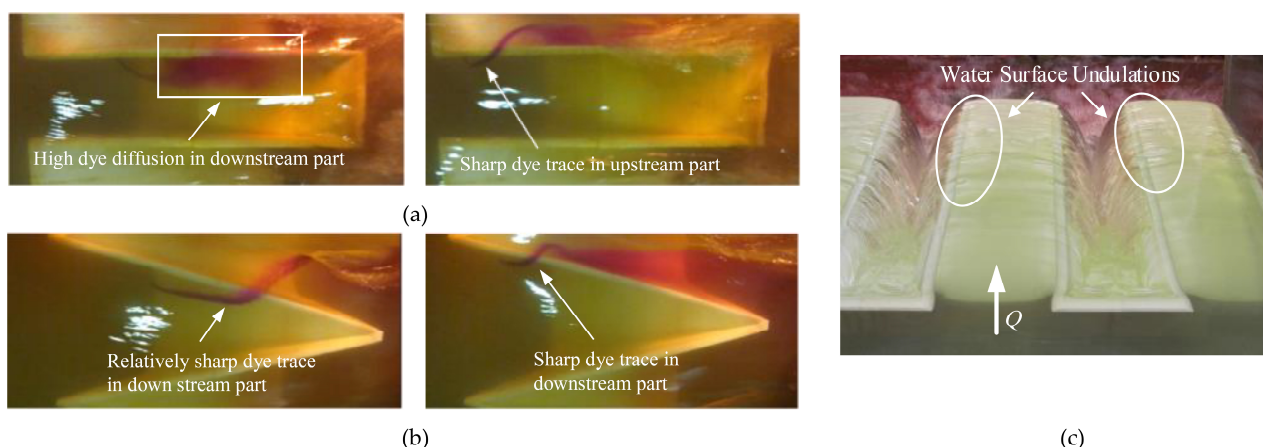 High dye diffusion in downstream part
Sharp dye trace in upstream part
(a)
Relatively sharp dye trace
in down stream part
Sharp dye trace in
downstream part
(b)
Water Surface Undulations
Q
(c)